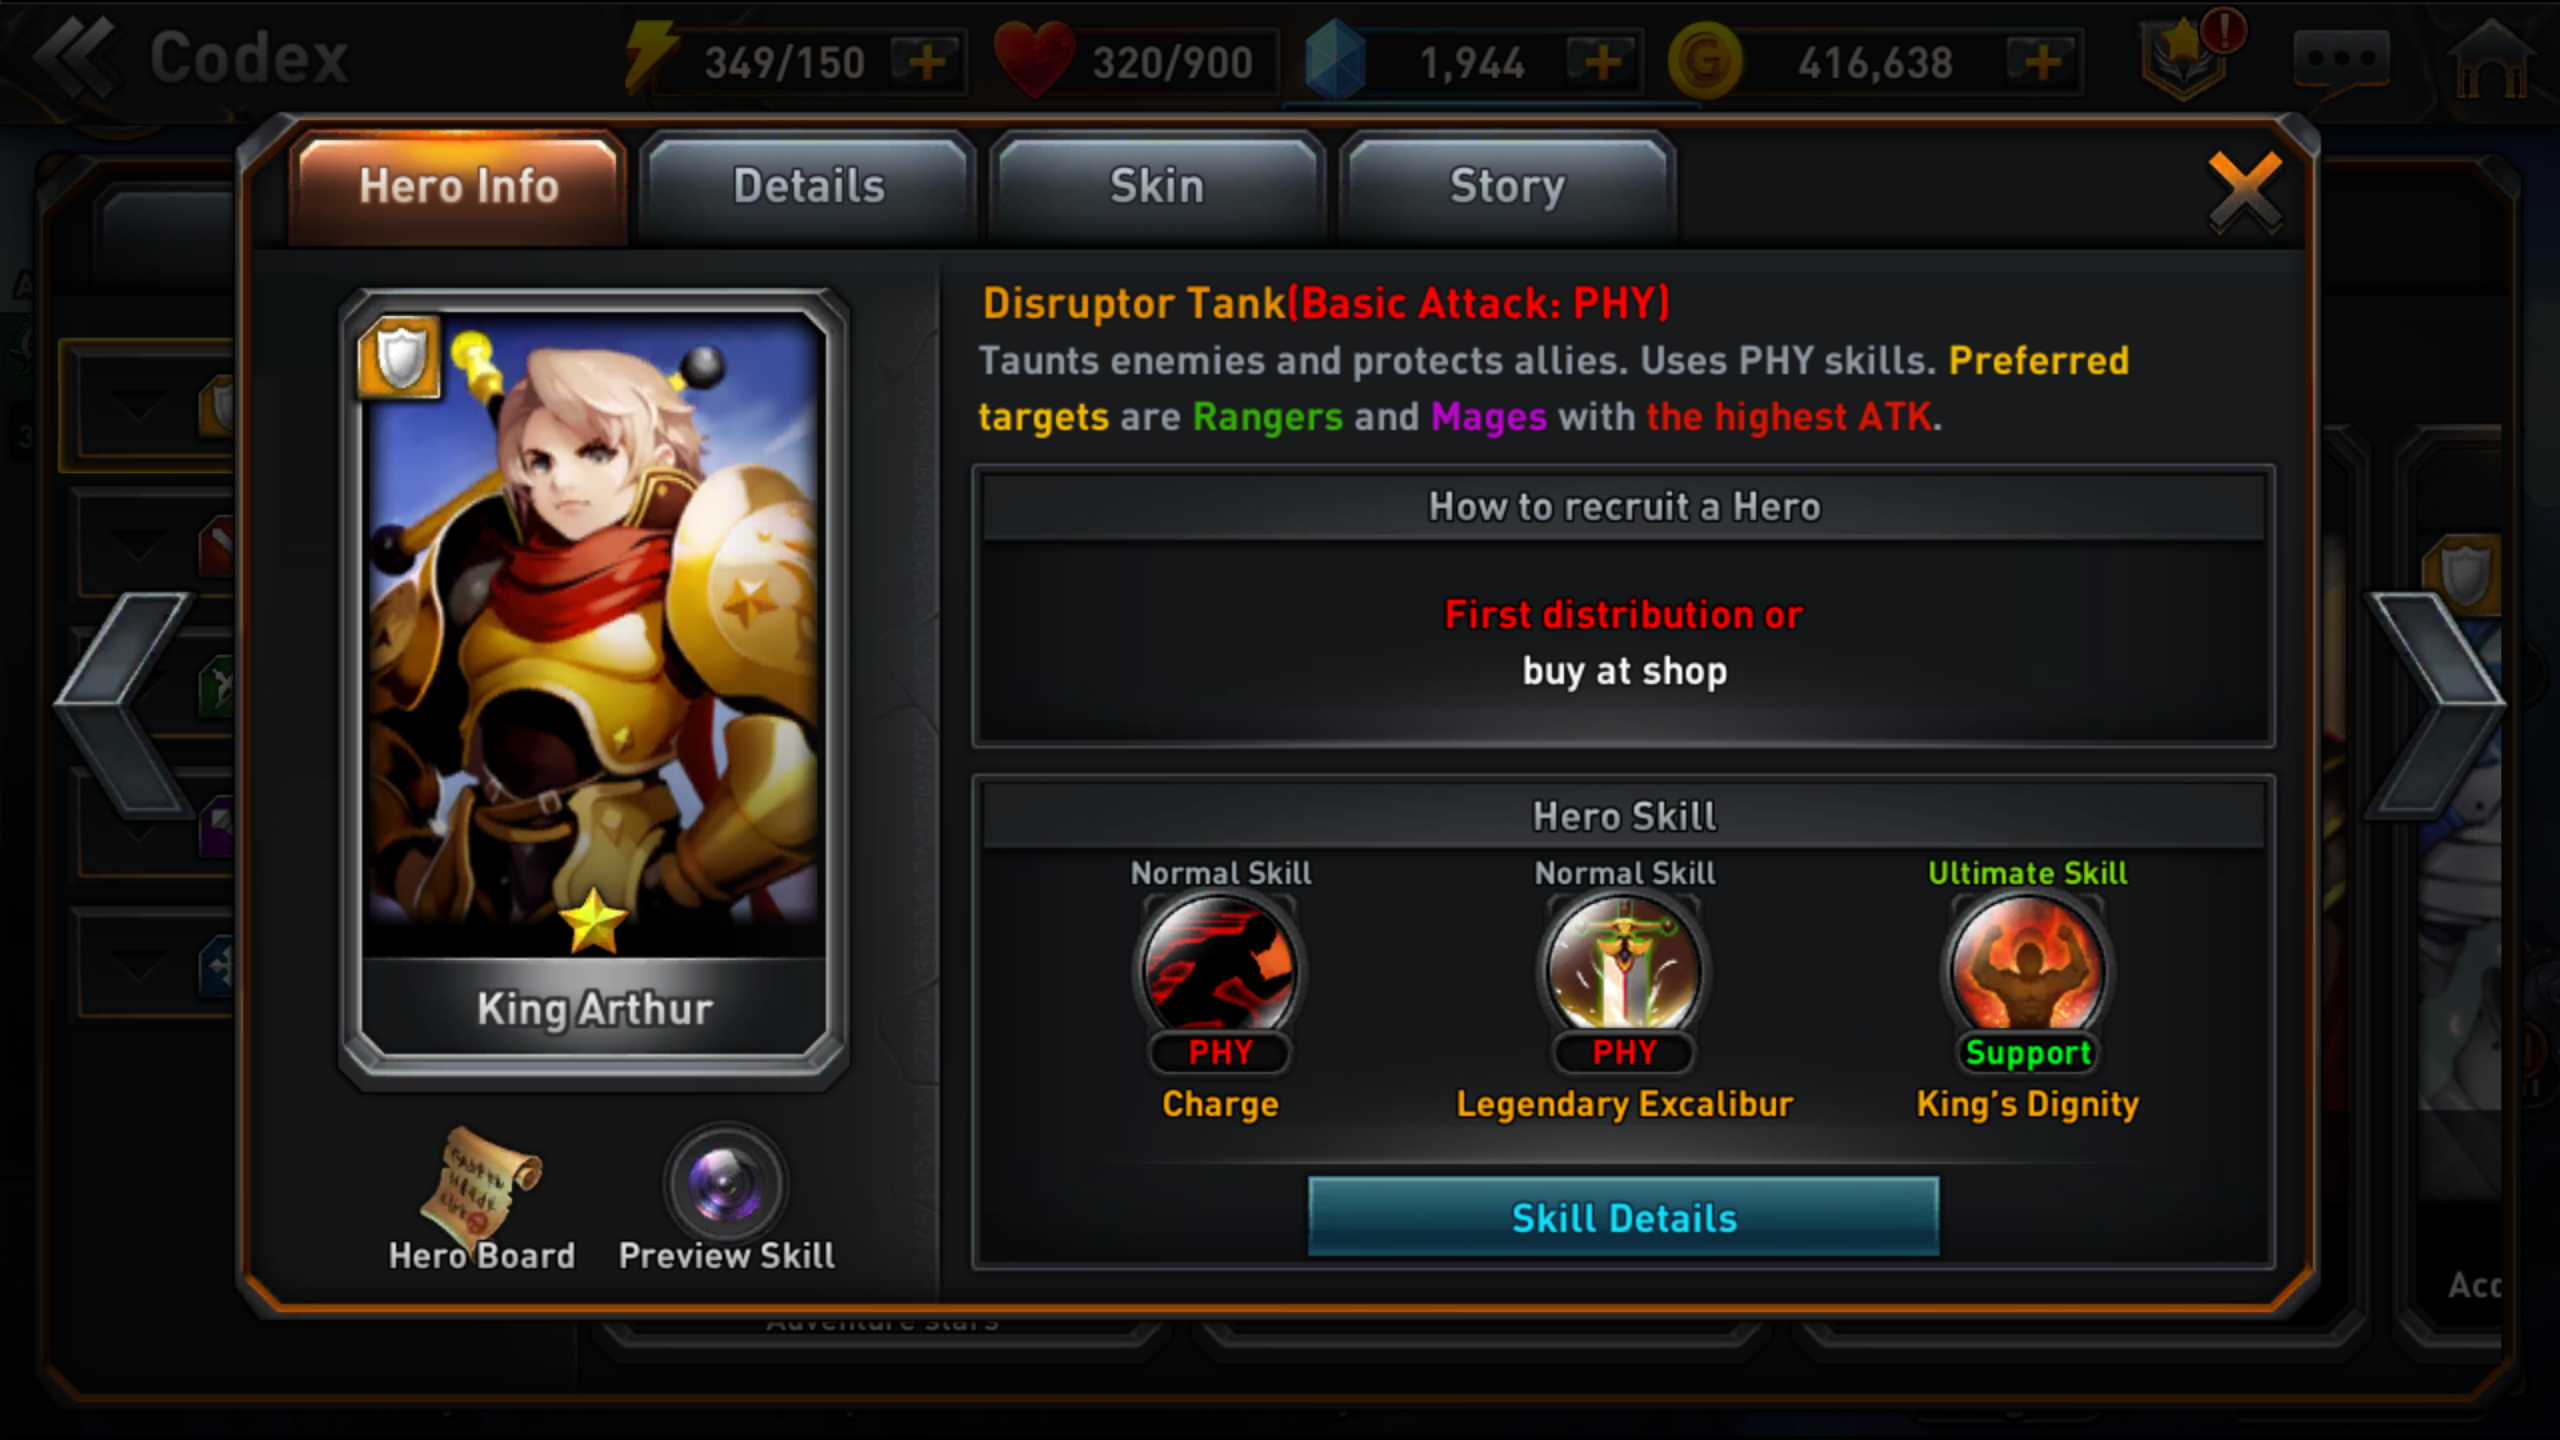 Codex
349/150
320/900
1,944
416,638
Hero Info
Details
Skin
Story
Disruptor Tank(Basic Attack: PHY)
Taunts enemies and protects allies. Uses PHY skills. Preferred
targets are Rangers and Mages with the highest ATK.
How to recruit a Hero
First distribution or
buy at shop
King Arthur
Hero Board
Preview Skill
Hero Skill
Normal Skill
Normal Skill
Ultimate Skill
PHY
PHY
Support
Charge
Legendary Excalibur
King's Dignity
Skill Details